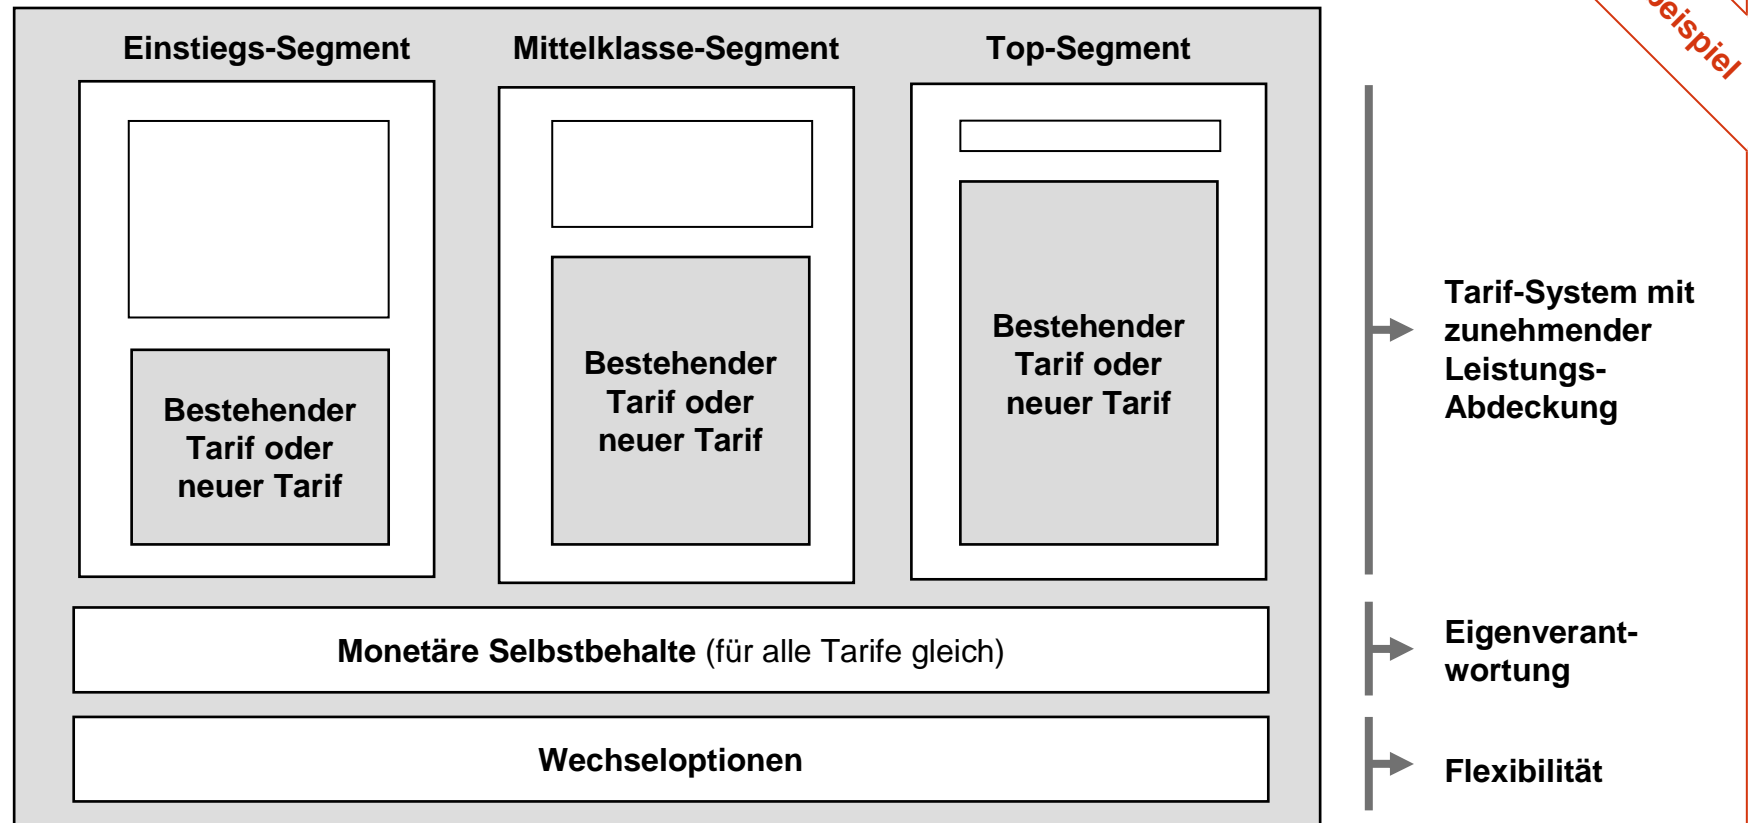 Einstiegs-Segment
Mittelklasse-Segment
Top-Segment
beispiel
Bestehender
Tarif oder
neuer Tarif
Bestehender
Tarif oder
neuer Tarif
Bestehender
Tarif oder
neuer Tarif
Tarif-System mit
zunehmender
Leistungs-
Abdeckung
Monetäre Selbstbehalte (für alle Tarife gleich)
Eigenverant-
wortung
Wechseloptionen
Flexibilität